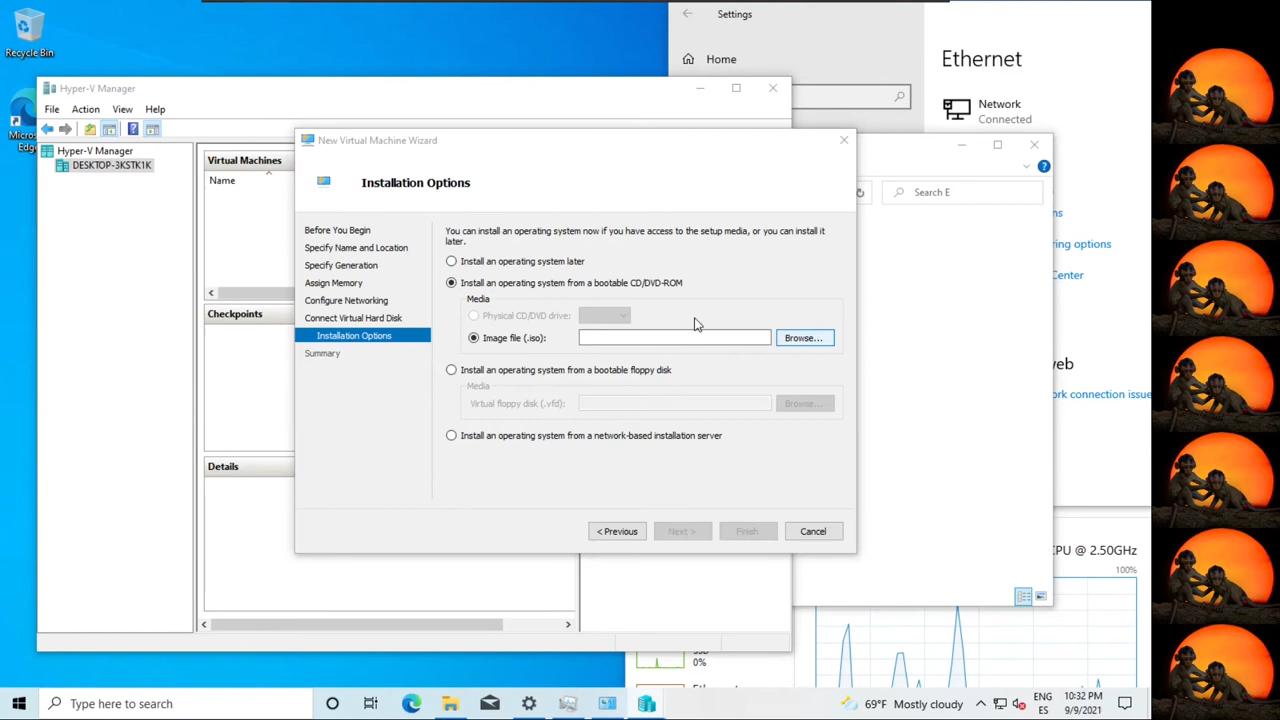 Recycle Bin
Micros
Edge
Settings
Home
Ethernet
Network
Connected
Hyper-V Manager
File Action View Help
Hyper-V Manager
DESKTOP-3KSTK1K
Virtual Machines
Name
Checkpoints
Details
New Virtual Machine Wizard
Installation Options
Before You Begin
Specify Name and Location
Specify Generation
Assign Memory
Configure Networking
Connect Virtual Hard Disk
Installation Options
Summary
You can install an operating system now if you have access to the setup media, or you can install it
later.
Install an operating system later
Install an operating system from a bootable CD/DVD-ROM
Media
Physical CD/DVD drive:
Image file (.iso):
Browse...
Install an operating system from a bootable floppy disk
Media
Virtual floppy disk (.vfd):
Browse...
Install an operating system from a network-based installation server
< Previous
Next >
Finish
Cancel
Search E
ns
ring options
Center
eb
ork connection issue
CPU @ 2.50GHz
100%
0%
Type here to search
69°F Mostly cloudy
ENG
ES
10:32 PM
9/9/2021